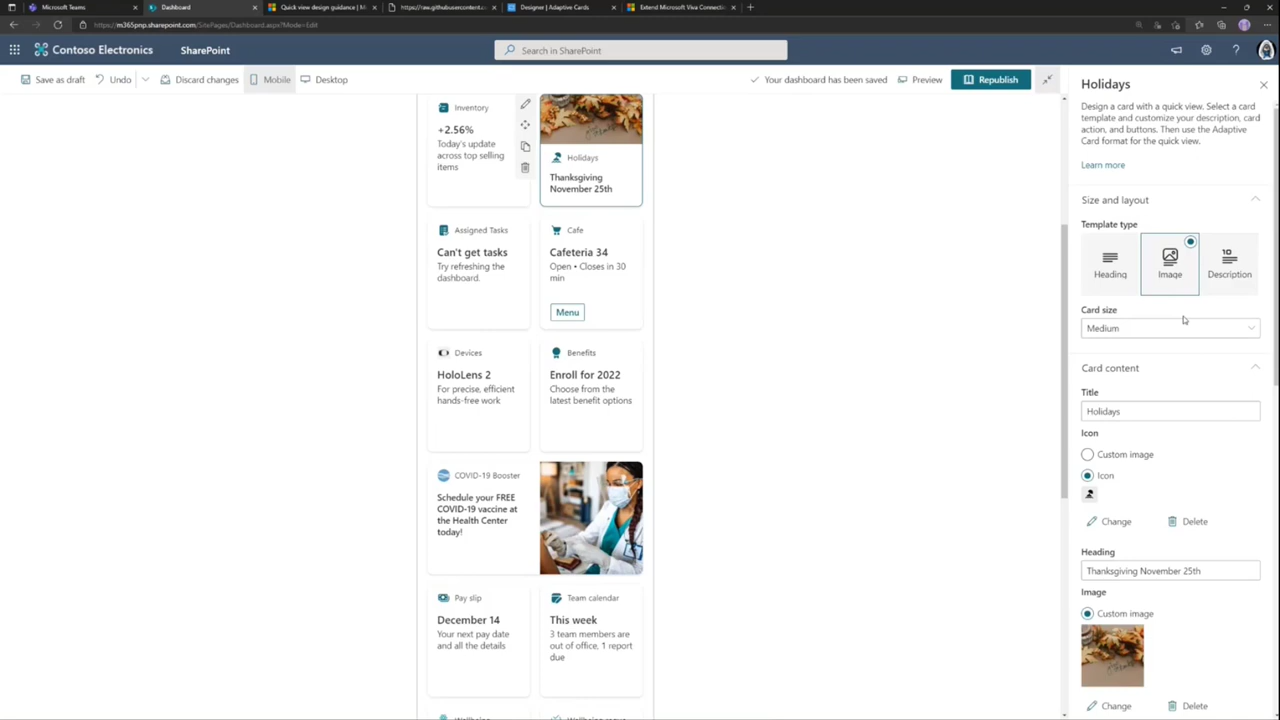 Microsoft Teams
Dashboard
Quick view design guidance | M
https://raw.githubusercontent.c
Designer | Adaptive Cards
Extend Microsoft Viva Connection
https://m365pnp.sharepoint.com/SitePages/Dashboard.aspx?Mode=Edit
Contoso Electronics
SharePoint
Search in SharePoint
Save as draft
Undo
Discard changes
Mobile
Desktop
Your dashboard has been saved
Preview
Republish
Inventory
+2.56%
Today's update
across top selling
items
Holidays
Thanksgiving
November 25th
Assigned Tasks
Can't get tasks
Try refreshing the
dashboard.
Cafe
Cafeteria 34
Open • Closes in 30
min
Menu
Devices
HoloLens 2
For precise, efficient
hands-free work
Benefits
Enroll for 2022
Choose from the
latest benefit options
COVID-19 Booster
Schedule your FREE
COVID-19 vaccine at
the Health Center
today!
Pay slip
December 14
Your next pay date
and all the details
Team calendar
This week
3 team members are
out of office, 1 report
due
Holidays
Design a card with a quick view. Select a card
template and customize your description, card
action, and buttons. Then use the Adaptive
Card format for the quick view.
Learn more
Size and layout
Template type
Heading
Image
Description
Card size
Medium
Card content
Title
Holidays
Icon
Custom image
Icon
Change
Delete
Heading
Thanksgiving November 25th
Image
Custom image
Change
Delete